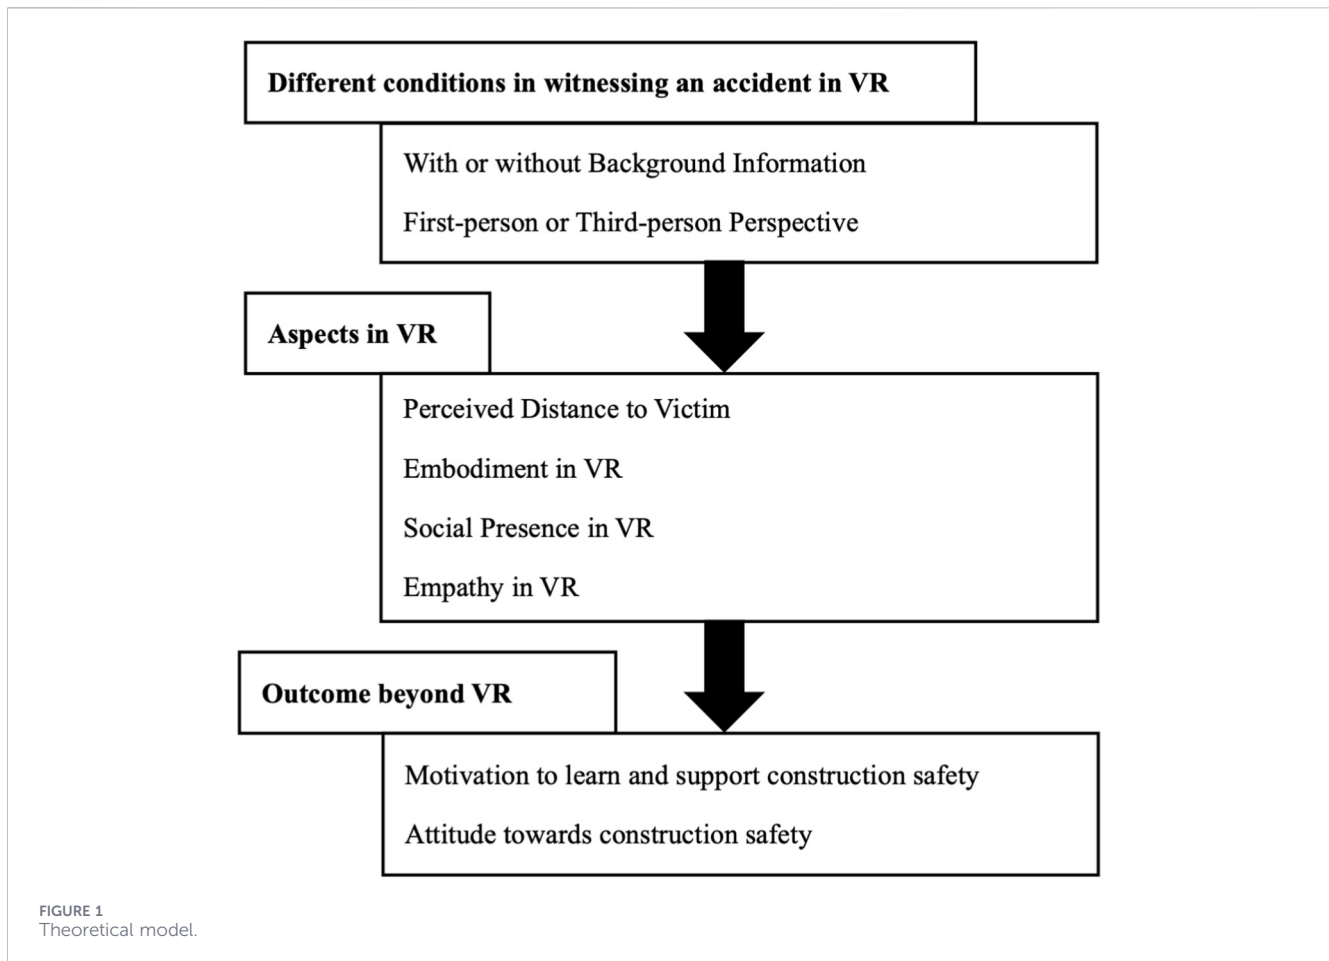 Different conditions in witnessing an accident in VR
With or without Background Information
First-person or Third-person Perspective
Aspects in VR
Perceived Distance to Victim
Embodiment in VR
Social Presence in VR
Empathy in VR
Outcome beyond VR
Motivation to learn and support construction safety
Attitude towards construction safety
FIGURE 1
Theoretical model.